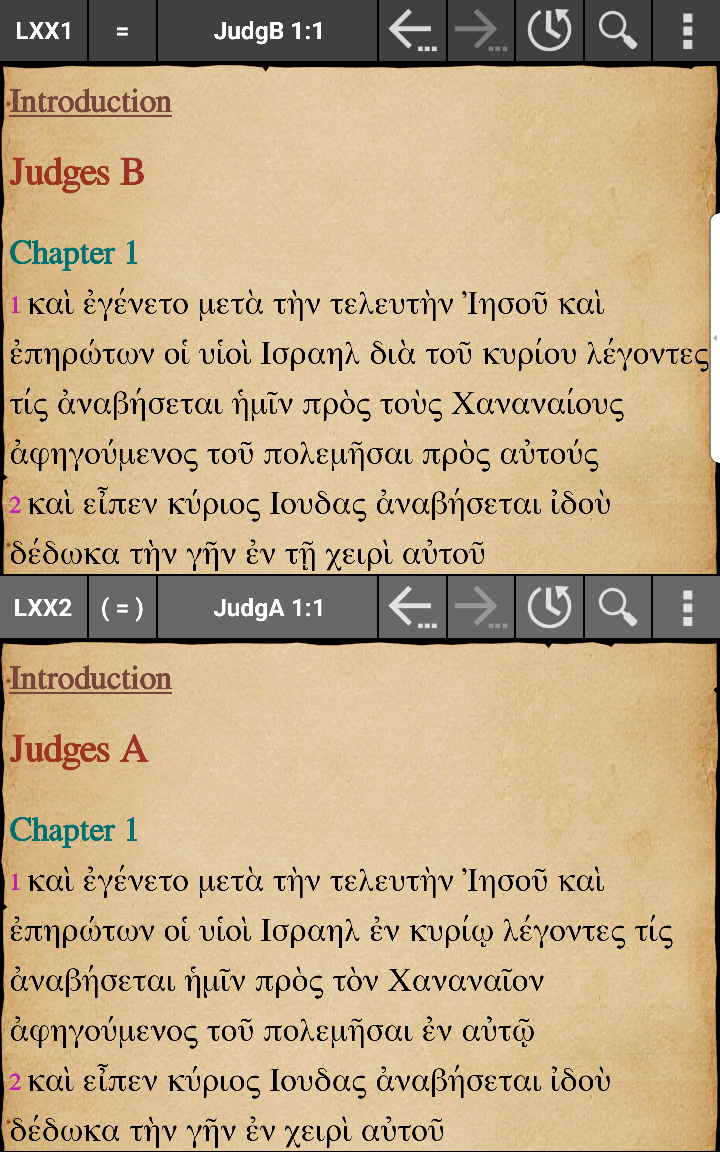 LXX1 = JudgB 1:1
Introduction
Judges B
Chapter 1
1 καὶ ἐγένετο μετὰ τὴν τελευτὴν Ἰησοῦ καὶ
ἐπηρώτων οἱ υἱοὶ Ισραηλ διὰ τοῦ κυρίου λέγοντες
τίς ἀναβήσεται ἡμῖν πρὸς τοὺς Χαναναίους
ἀφηγούμενος τοῦ πολεμῆσαι πρὸς αὐτούς
2 καὶ εἶπεν κύριος Ιουδας ἀναβήσεται ἰδοὺ
δέδωκα τὴν γῆν ἐν τῇ χειρὶ αὐτοῦ
LXX2 ( = ) JudgA 1:1
Introduction
Judges A
Chapter 1
1 καὶ ἐγένετο μετὰ τὴν τελευτὴν Ἰησοῦ καὶ
ἐπηρώτων οἱ υἱοὶ Ισραηλ ἐν κυρίῳ λέγοντες τίς
ἀναβήσεται ἡμῖν πρὸς τὸν Χαναναῖον
ἀφηγούμενος τοῦ πολεμῆσαι ἐν αὐτῷ
2 καὶ εἶπεν κύριος Ιουδας ἀναβήσεται ἰδοὺ
δέδωκα τὴν γῆν ἐν χειρὶ αὐτοῦ